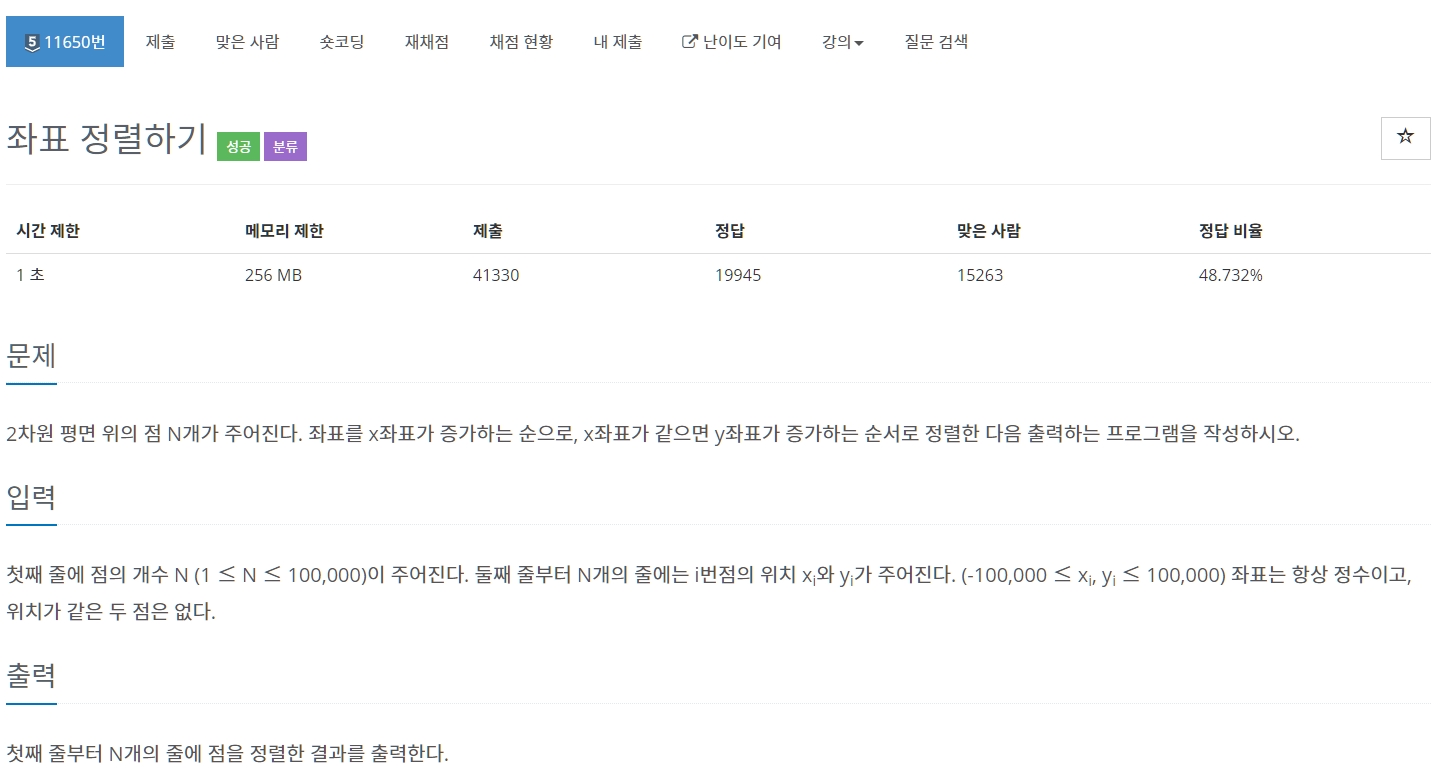 5 11650번 제출 맞은 사람 숏코딩 재채점 채점 현황 내 제출 난이도 기여 강의 질문 검색
좌표 정렬하기 성공 분류
시간 제한 메모리 제한 제출 정답 맞은 사람 정답 비율
1 초 256 MB 41330 19945 15263 48.732%
문제
2차원 평면 위의 점 N개가 주어진다. 좌표를 x좌표가 증가하는 순으로, x좌표가 같으면 y좌표가 증가하는 순서로 정렬한 다음 출력하는 프로그램을 작성하시오.
입력
첫째 줄에 점의 개수 N (1 ≤ N ≤ 100,000)이 주어진다. 둘째 줄부터 N개의 줄에는 i번점의 위치 xᵢ와 yᵢ가 주어진다. (-100,000 ≤ xᵢ, yᵢ ≤ 100,000) 좌표는 항상 정수이고,
위치가 같은 두 점은 없다.
출력
첫째 줄부터 N개의 줄에 점을 정렬한 결과를 출력한다.